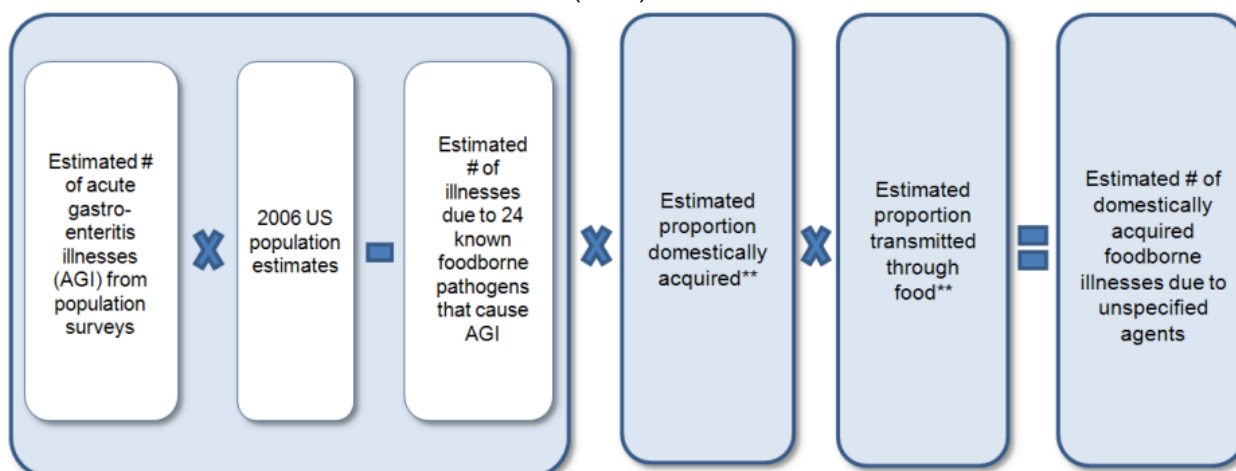 Estimated #
of acute
gastro-
enteritis
illnesses
(AGI) from
population
surveys
2006 US
population
estimates
Estimated
# of
illnesses
due to 24
known
foodborne
pathogens
that cause
AGI
Estimated
proportion
domestically
acquired**
Estimated
proportion
transmitted
through
food**
Estimated # of
domestically
acquired
foodborne
illnesses due to
unspecified
agents